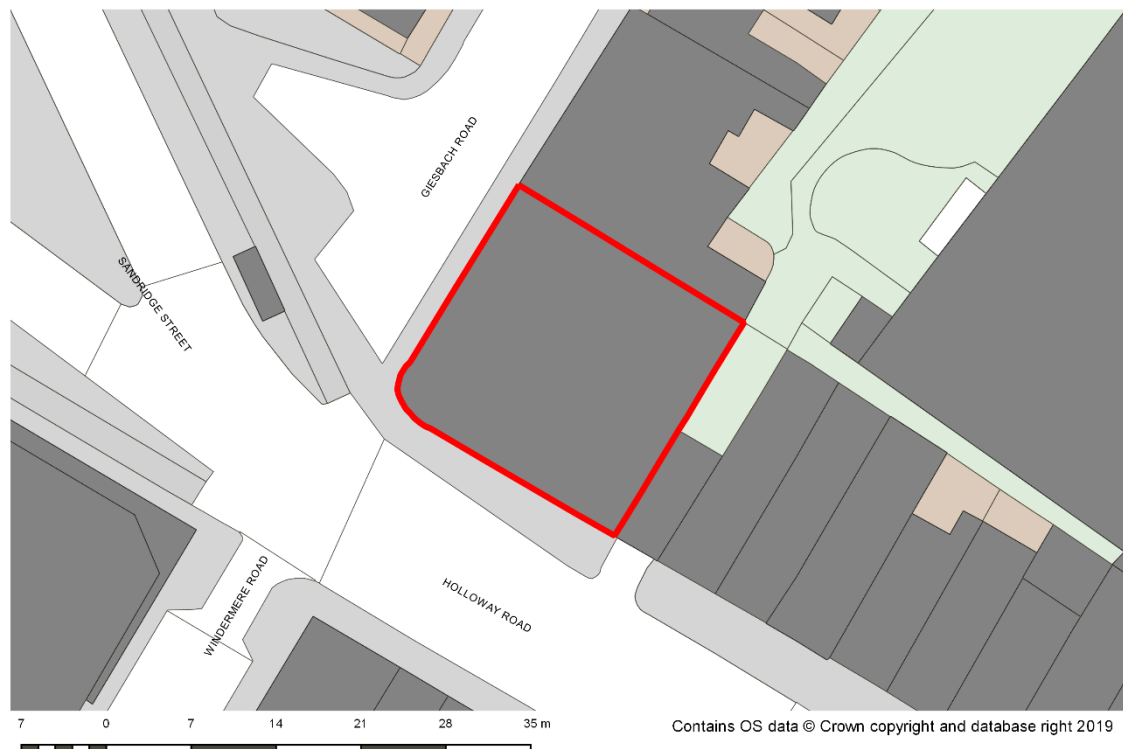 GIESBACH ROAD
SANDRIDGE STREET
WINDERMERE ROAD
HOLLOWAY ROAD
7 0 7 14 21 28 35 m
Contains OS data © Crown copyright and database right 2019